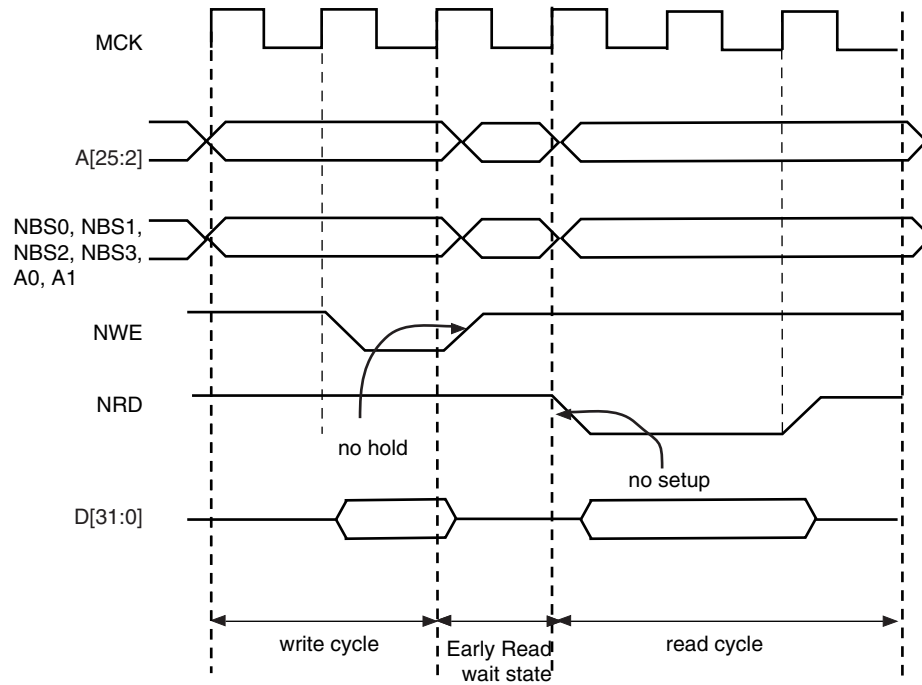 MCK
A[25:2]
NBS0, NBS1,
NBS2, NBS3,
A0, A1
NWE
NRD
no hold
no setup
D[31:0]
write cycle
Early Read
wait state
read cycle